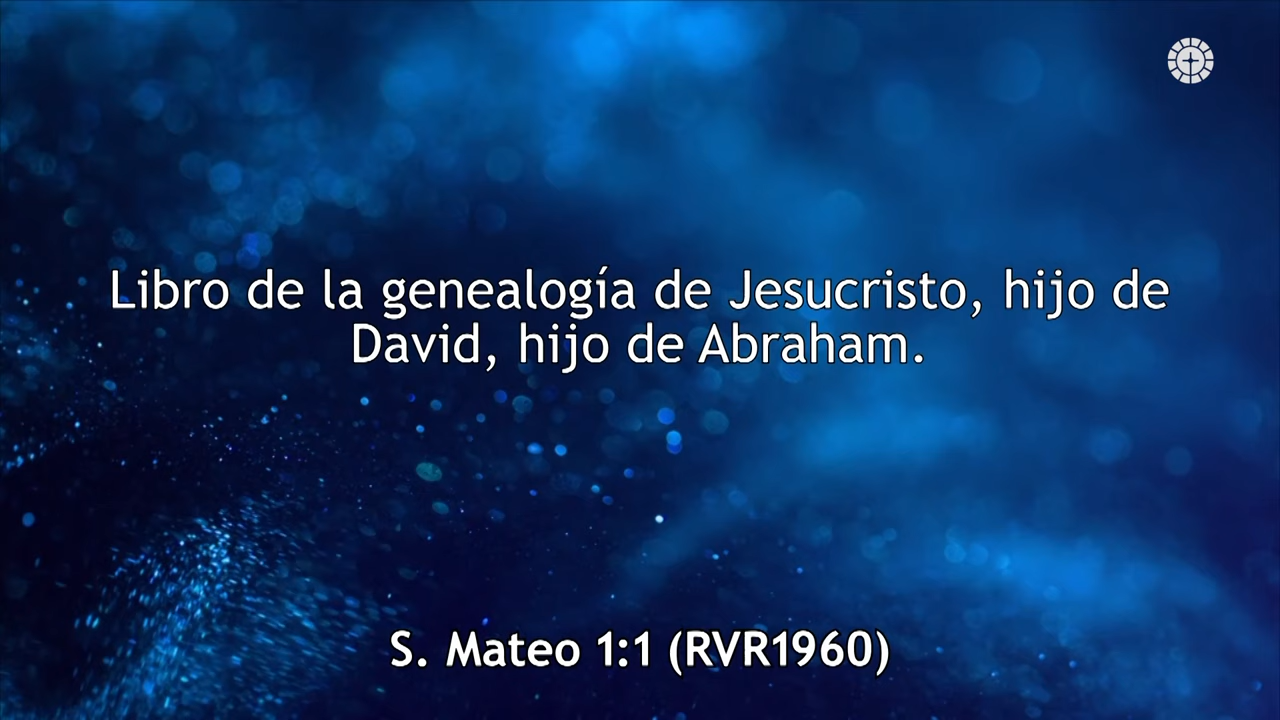 Libro de la genealogía de Jesucristo, hijo de
David, hijo de Abraham.
S. Mateo 1:1 (RVR1960)